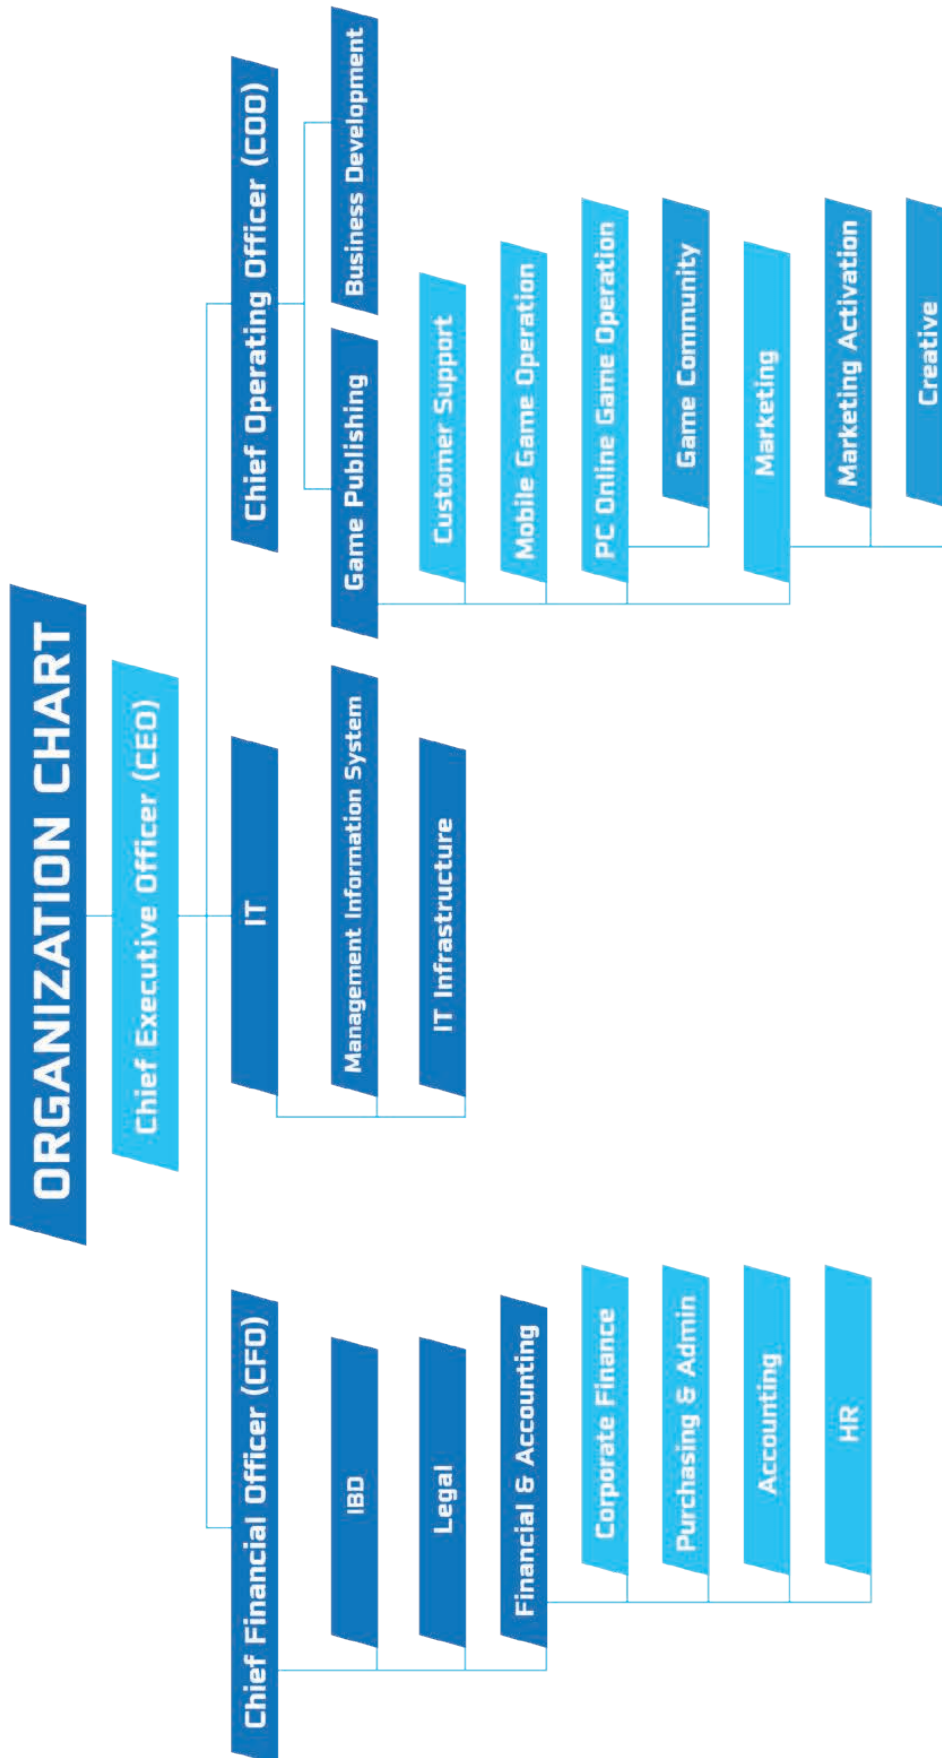 ORGANIZATION CHART
Chief Executive Officer (CEO)
Chief Financial Officer (CFO)
IBD
Legal
Financial & Accounting
Corporate Finance
Purchasing & Admin
Accounting
HR
IT
Management Information System
IT Infrastructure
Chief Operating Officer (COO)
Game Publishing
Customer Support
Mobile Game Operation
PC Online Game Operation
Game Community
Marketing
Marketing Activation
Creative
Business Development